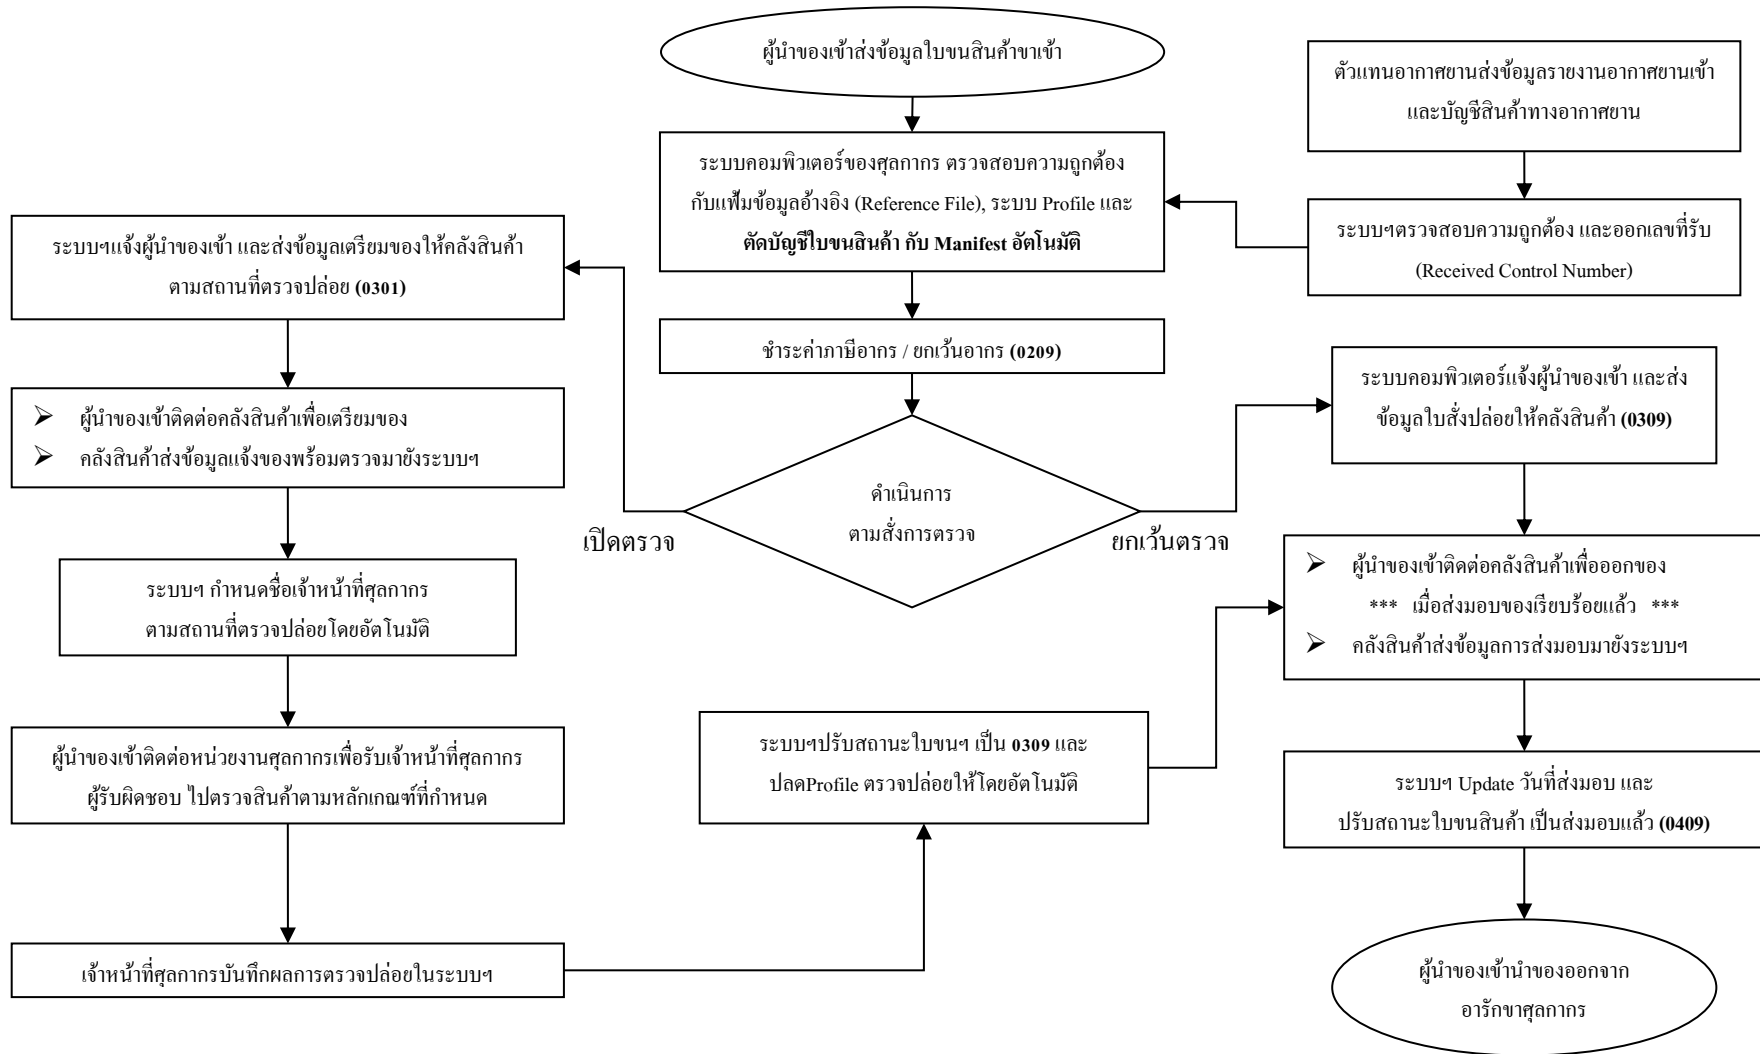 ผู้นำของเข้าส่งข้อมูลใบขนสินค้าขาเข้า
ตัวแทนอากาศยานส่งข้อมูลรายงานอากาศยานเข้า
และบัญชีสินค้าทางอากาศยาน
ระบบคอมพิวเตอร์ของศุลกากร ตรวจสอบความถูกต้อง
กับแฟ้มข้อมูลอ้างอิง (Reference File), ระบบ Profile และ
ตัดบัญชีใบขนสินค้า กับ Manifest อัตโนมัติ
ระบบฯตรวจสอบความถูกต้อง และออกเลขที่รับ
(Received Control Number)
ชำระค่าภาษีอากร / ยกเว้นอากร (0209)
ดำเนินการ
ตามสั่งการตรวจ
เปิดตรวจ
ยกเว้นตรวจ
ระบบฯแจ้งผู้นำของเข้า และส่งข้อมูลเตรียมของให้คลังสินค้า
ตามสถานที่ตรวจปล่อย (0301)
➢ ผู้นำของเข้าติดต่อคลังสินค้าเพื่อเตรียมของ
➢ คลังสินค้าส่งข้อมูลแจ้งของพร้อมตรวจมายังระบบฯ
ระบบฯ กำหนดชื่อเจ้าหน้าที่ศุลกากร
ตามสถานที่ตรวจปล่อยโดยอัตโนมัติ
ผู้นำของเข้าติดต่อหน่วยงานศุลกากรเพื่อรับเจ้าหน้าที่ศุลกากร
ผู้รับผิดชอบ ไปตรวจสินค้าตามหลักเกณฑ์ที่กำหนด
เจ้าหน้าที่ศุลกากรบันทึกผลการตรวจปล่อยในระบบฯ
ระบบฯปรับสถานะใบขนฯ เป็น 0309 และ
ปลดProfile ตรวจปล่อยให้โดยอัตโนมัติ
ระบบคอมพิวเตอร์แจ้งผู้นำของเข้า และส่ง
ข้อมูลใบสั่งปล่อยให้คลังสินค้า (0309)
➢ ผู้นำของเข้าติดต่อคลังสินค้าเพื่อออกของ
*** เมื่อส่งมอบของเรียบร้อยแล้ว ***
➢ คลังสินค้าส่งข้อมูลการส่งมอบมายังระบบฯ
ระบบฯ Update วันที่ส่งมอบ และ
ปรับสถานะใบขนสินค้า เป็นส่งมอบแล้ว (0409)
ผู้นำของเข้านำของออกจาก
อารักขาศุลกากร